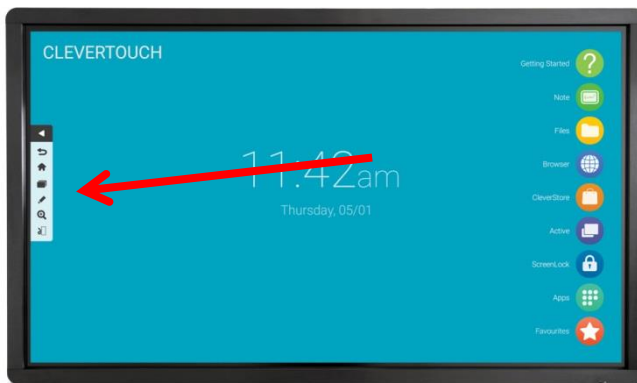 CLEVERTOUCH
Getting Started
Note
Files
11:42am
Browser
Thursday, 05/01
CleverStore
Active
ScreenLock
Apps
Favourites